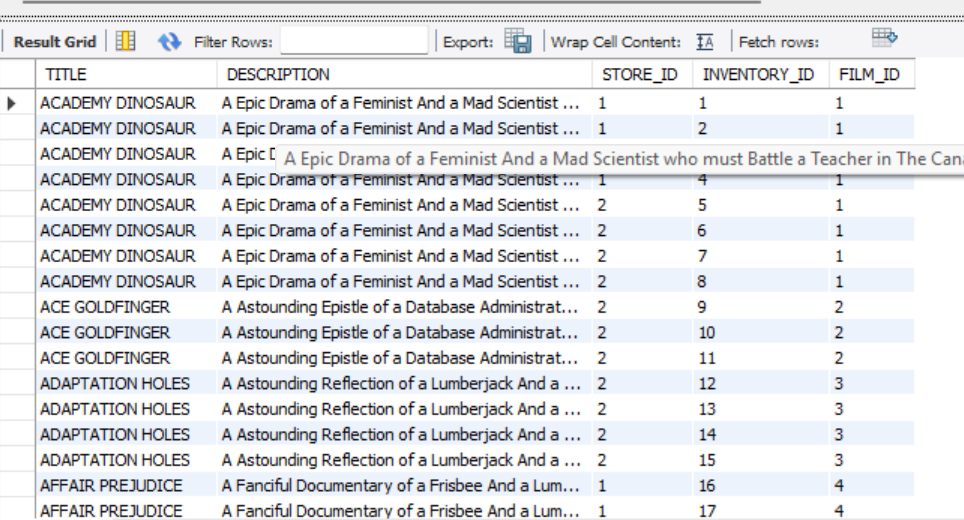 Result Grid Filter Rows: Export: Wrap Cell Content: Fetch rows:
TITLE DESCRIPTION STORE_ID INVENTORY_ID FILM_ID
ACADEMY DINOSAUR A Epic Drama of a Feminist And a Mad Scientist ... 1 1 1
ACADEMY DINOSAUR A Epic Drama of a Feminist And a Mad Scientist ... 1 2 1
ACADEMY DINOSAUR A Epic 1
A Epic Drama of a Feminist And a Mad Scientist who must Battle a Teacher in The Can
ACADEMY DINOSAUR A Epic Drama of a Feminist And a Mad Scientist ... 1 4 1
ACADEMY DINOSAUR A Epic Drama of a Feminist And a Mad Scientist ... 2 5 1
ACADEMY DINOSAUR A Epic Drama of a Feminist And a Mad Scientist ... 2 6 1
ACADEMY DINOSAUR A Epic Drama of a Feminist And a Mad Scientist ... 2 7 1
ACADEMY DINOSAUR A Epic Drama of a Feminist And a Mad Scientist ... 2 8 1
ACE GOLDFINGER A Astounding Epistle of a Database Administrat... 2 9 2
ACE GOLDFINGER A Astounding Epistle of a Database Administrat... 2 10 2
ACE GOLDFINGER A Astounding Epistle of a Database Administrat... 2 11 2
ADAPTATION HOLES A Astounding Reflection of a Lumberjack And a ... 2 12 3
ADAPTATION HOLES A Astounding Reflection of a Lumberjack And a ... 2 13 3
ADAPTATION HOLES A Astounding Reflection of a Lumberjack And a ... 2 14 3
ADAPTATION HOLES A Astounding Reflection of a Lumberjack And a ... 2 15 3
AFFAIR PREJUDICE A Fanciful Documentary of a Frisbee And a Lum... 1 16 4
AFFAIR PREJUDICE A Fanciful Documentary of a Frisbee And a Lum... 1 17 4